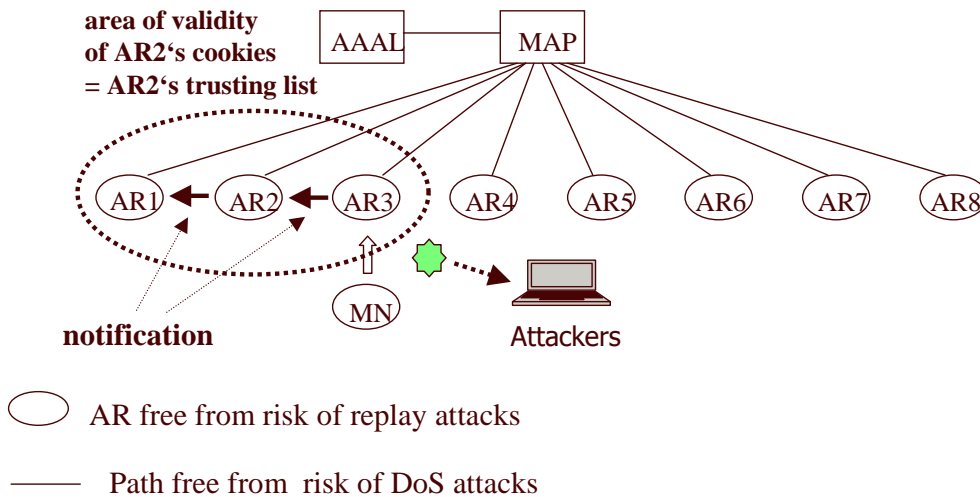 area of validity
of AR2‘s cookies
= AR2‘s trusting list
AAAL
MAP
AR1
AR2
AR3
AR4
AR5
AR6
AR7
AR8
MN
notification
Attackers
AR free from risk of replay attacks
Path free from risk of DoS attacks